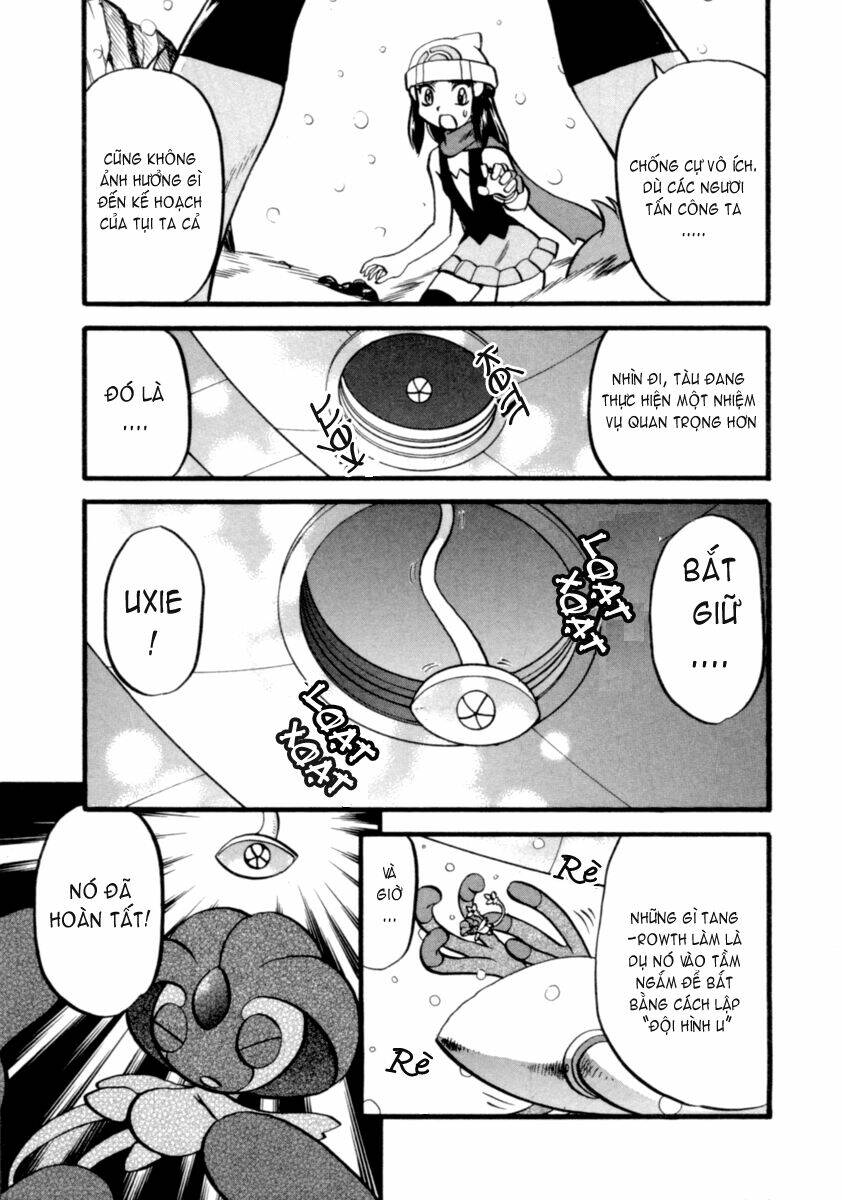 CHỐNG CỰ VÔ ÍCH,
DÙ CÁC NGƯƠI
TẤN CÔNG TA
.....
CŨNG KHÔNG
ẢNH HƯỞNG GÌ
ĐẾN KẾ HOẠCH
CỦA TỤI TA CẢ
NHÌN ĐI, TÀU ĐANG
THỰC HIỆN MỘT NHIỆM
VỤ QUAN TRỌNG HƠN
KÉTT
KÉTT
ĐÓ LÀ
....
BẮT
GIỮ
....
LOẠT
XOẠT
UXIE
!
LOẠT
XOẠT
NHỮNG GÌ TANG
-ROWTH LÀM LÀ
DỤ NÓ VÀO TẦM
NGẮM ĐỂ BẮT
BẰNG CÁCH LẬP
"ĐỘI HÌNH U"
Rè
VÀ
GIỜ
...
Rè
NÓ ĐÃ
HOÀN TẤT!